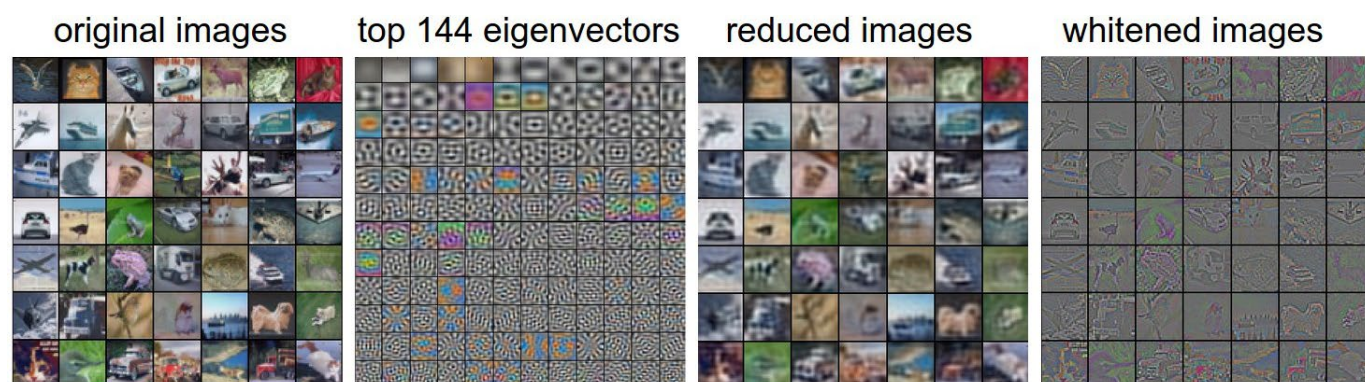 original images
top 144 eigenvectors
reduced images
whitened images